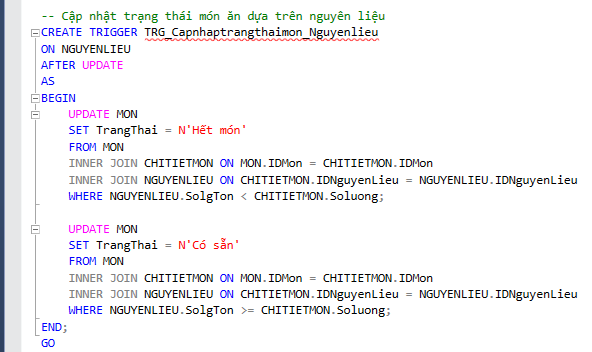 -- Cập nhật trạng thái món ăn dựa trên nguyên liệu
CREATE TRIGGER TRG_Capnhaptrangthaimon_Nguyenlieu
ON NGUYENLIEU
AFTER UPDATE
AS
BEGIN
UPDATE MON
SET TrangThai = N'Hết món'
FROM MON
INNER JOIN CHITIETMON ON MON.IDMon = CHITIETMON.IDMon
INNER JOIN NGUYENLIEU ON CHITIETMON.IDNguyenLieu = NGUYENLIEU.IDNguyenLieu
WHERE NGUYENLIEU.SolgTon < CHITIETMON.Soluong;
UPDATE MON
SET TrangThai = N'Có sẵn'
FROM MON
INNER JOIN CHITIETMON ON MON.IDMon = CHITIETMON.IDMon
INNER JOIN NGUYENLIEU ON CHITIETMON.IDNguyenLieu = NGUYENLIEU.IDNguyenLieu
WHERE NGUYENLIEU.SolgTon >= CHITIETMON.Soluong;
END;
GO